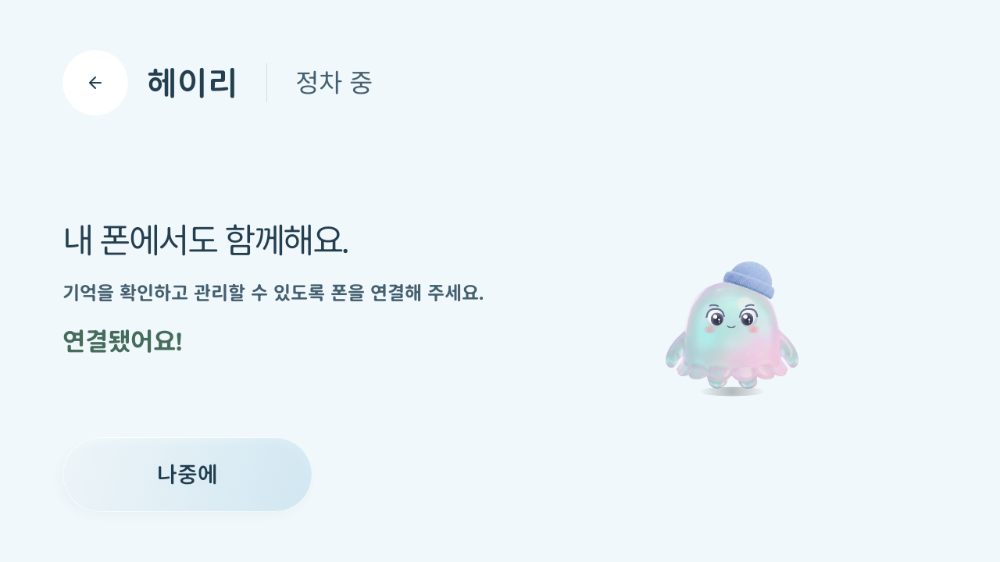 헤이리
정차 중
내 폰에서도 함께해요.
기억을 확인하고 관리할 수 있도록 폰을 연결해 주세요.
연결됐어요!
나중에